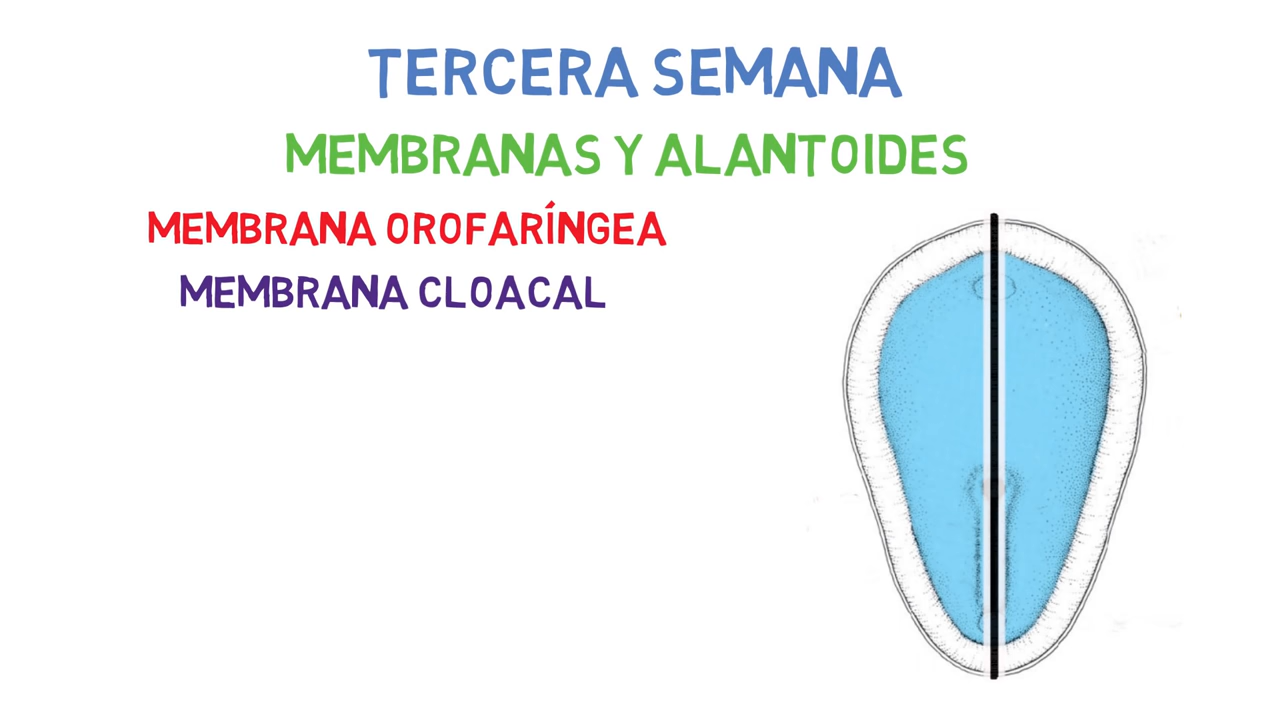 TERCERA SEMANA
MEMBRANAS Y ALANTOIDES
MEMBRANA OROFARÍNGEA
MEMBRANA CLOACAL